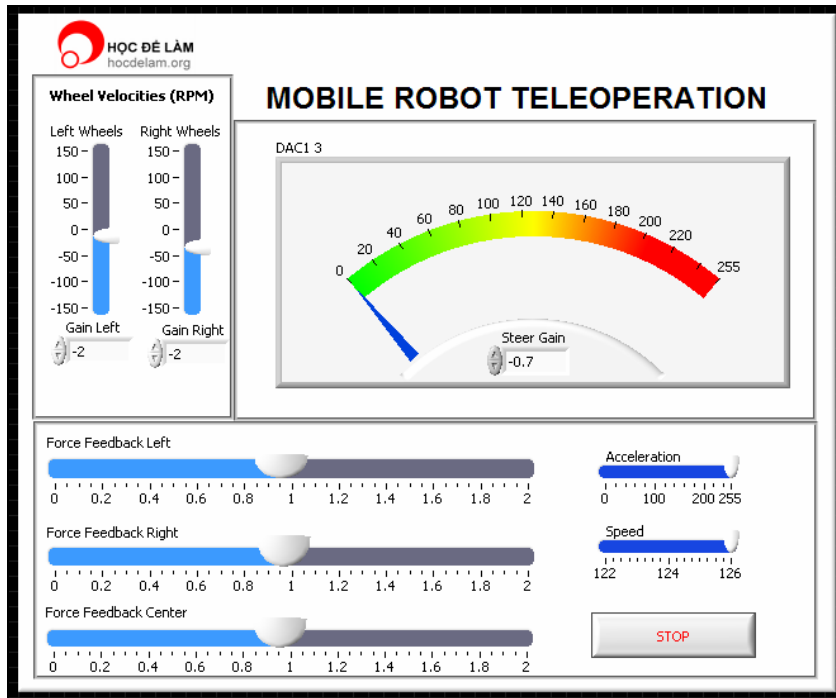 HỌC ĐỂ LÀM
hocdelam.org
Wheel Velocities (RPM)
MOBILE ROBOT TELEOPERATION
Left Wheels Right Wheels
150 150
100 100
50 50
0 0
-50 -50
-100 -100
-150 -150
Gain Left Gain Right
-2 -2
DAC1 3
0 20 40 60 80 100 120 140 160 180 200 220 255
Steer Gain
-0.7
Force Feedback Left
0 0.2 0.4 0.6 0.8 1 1.2 1.4 1.6 1.8 2
Force Feedback Right
0 0.2 0.4 0.6 0.8 1 1.2 1.4 1.6 1.8 2
Force Feedback Center
0 0.2 0.4 0.6 0.8 1 1.2 1.4 1.6 1.8 2
Acceleration
0 100 200 255
Speed
122 124 126
STOP